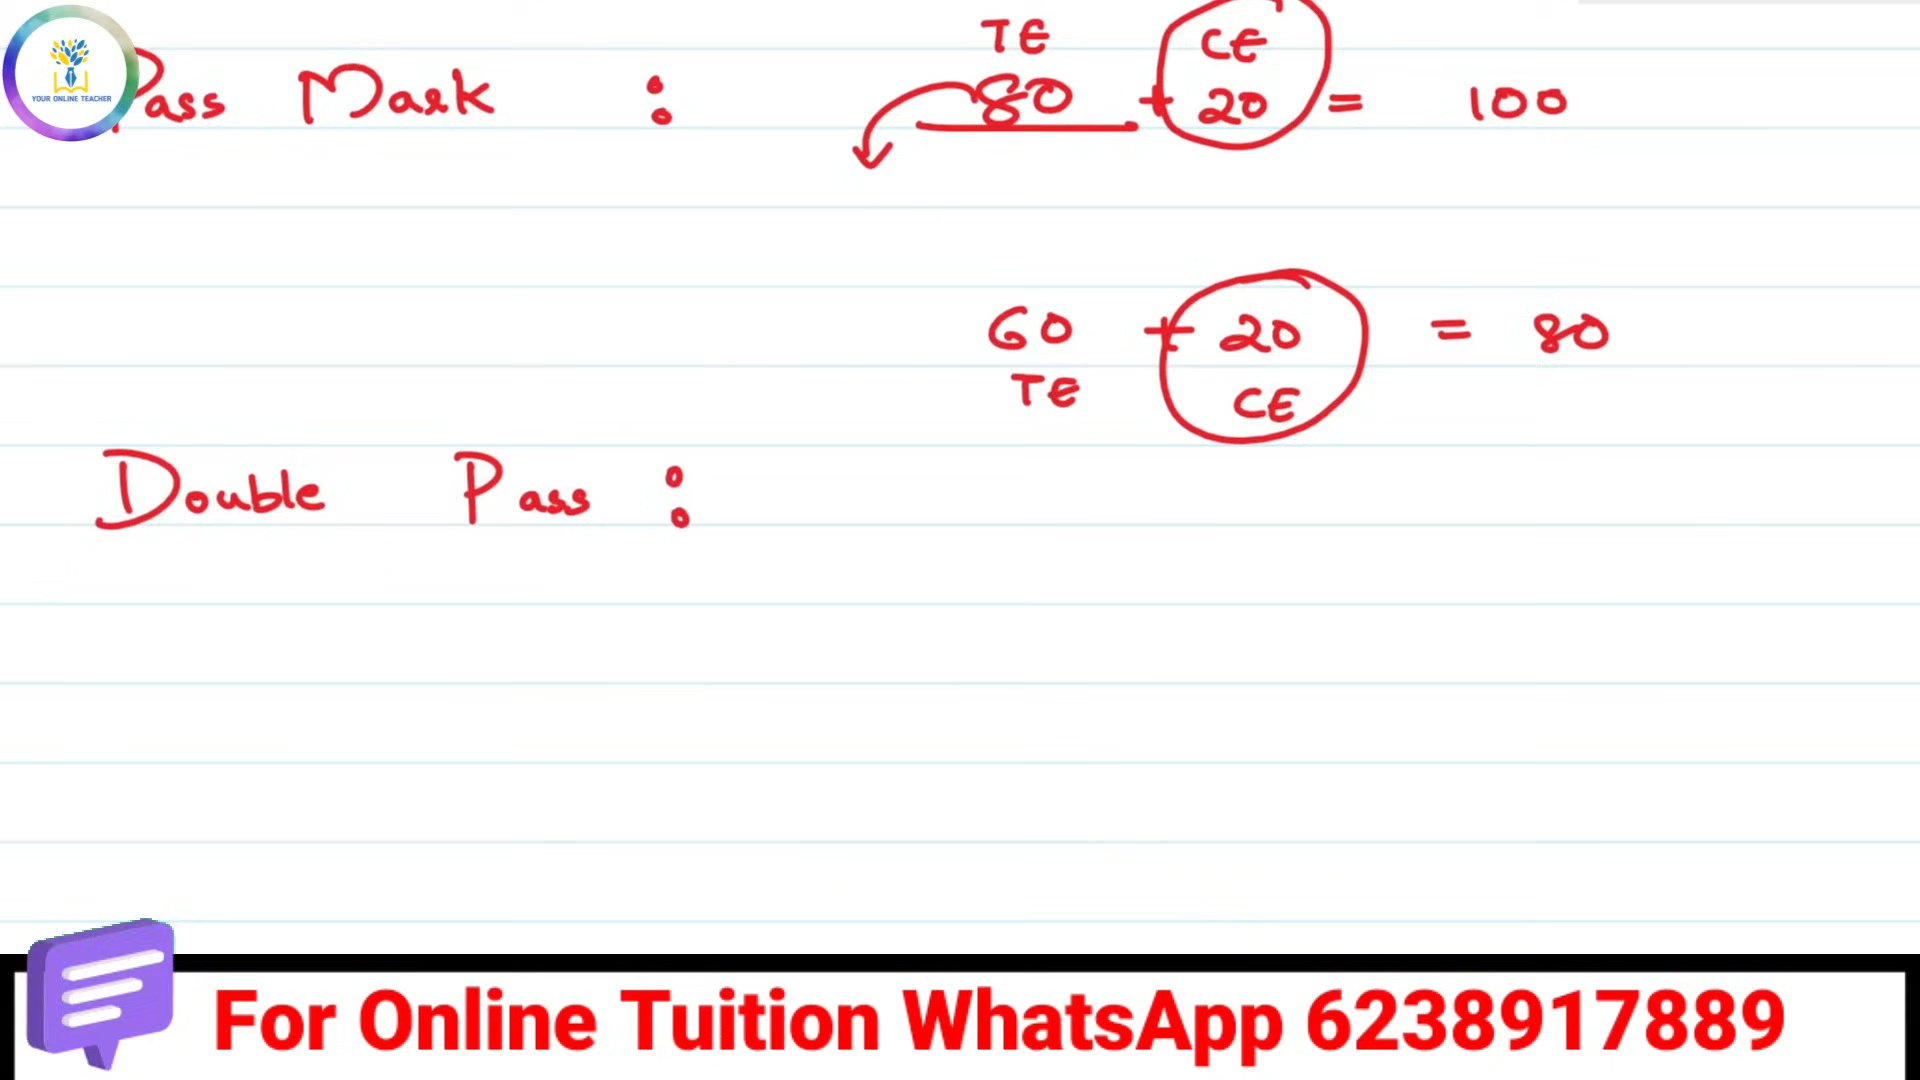 TE CE
Pass Mark : 80 + 20 = 100
YOUR ONLINE TEACHER
60 + 20 = 80
TE CE
Double Pass :
For Online Tuition WhatsApp 6238917889